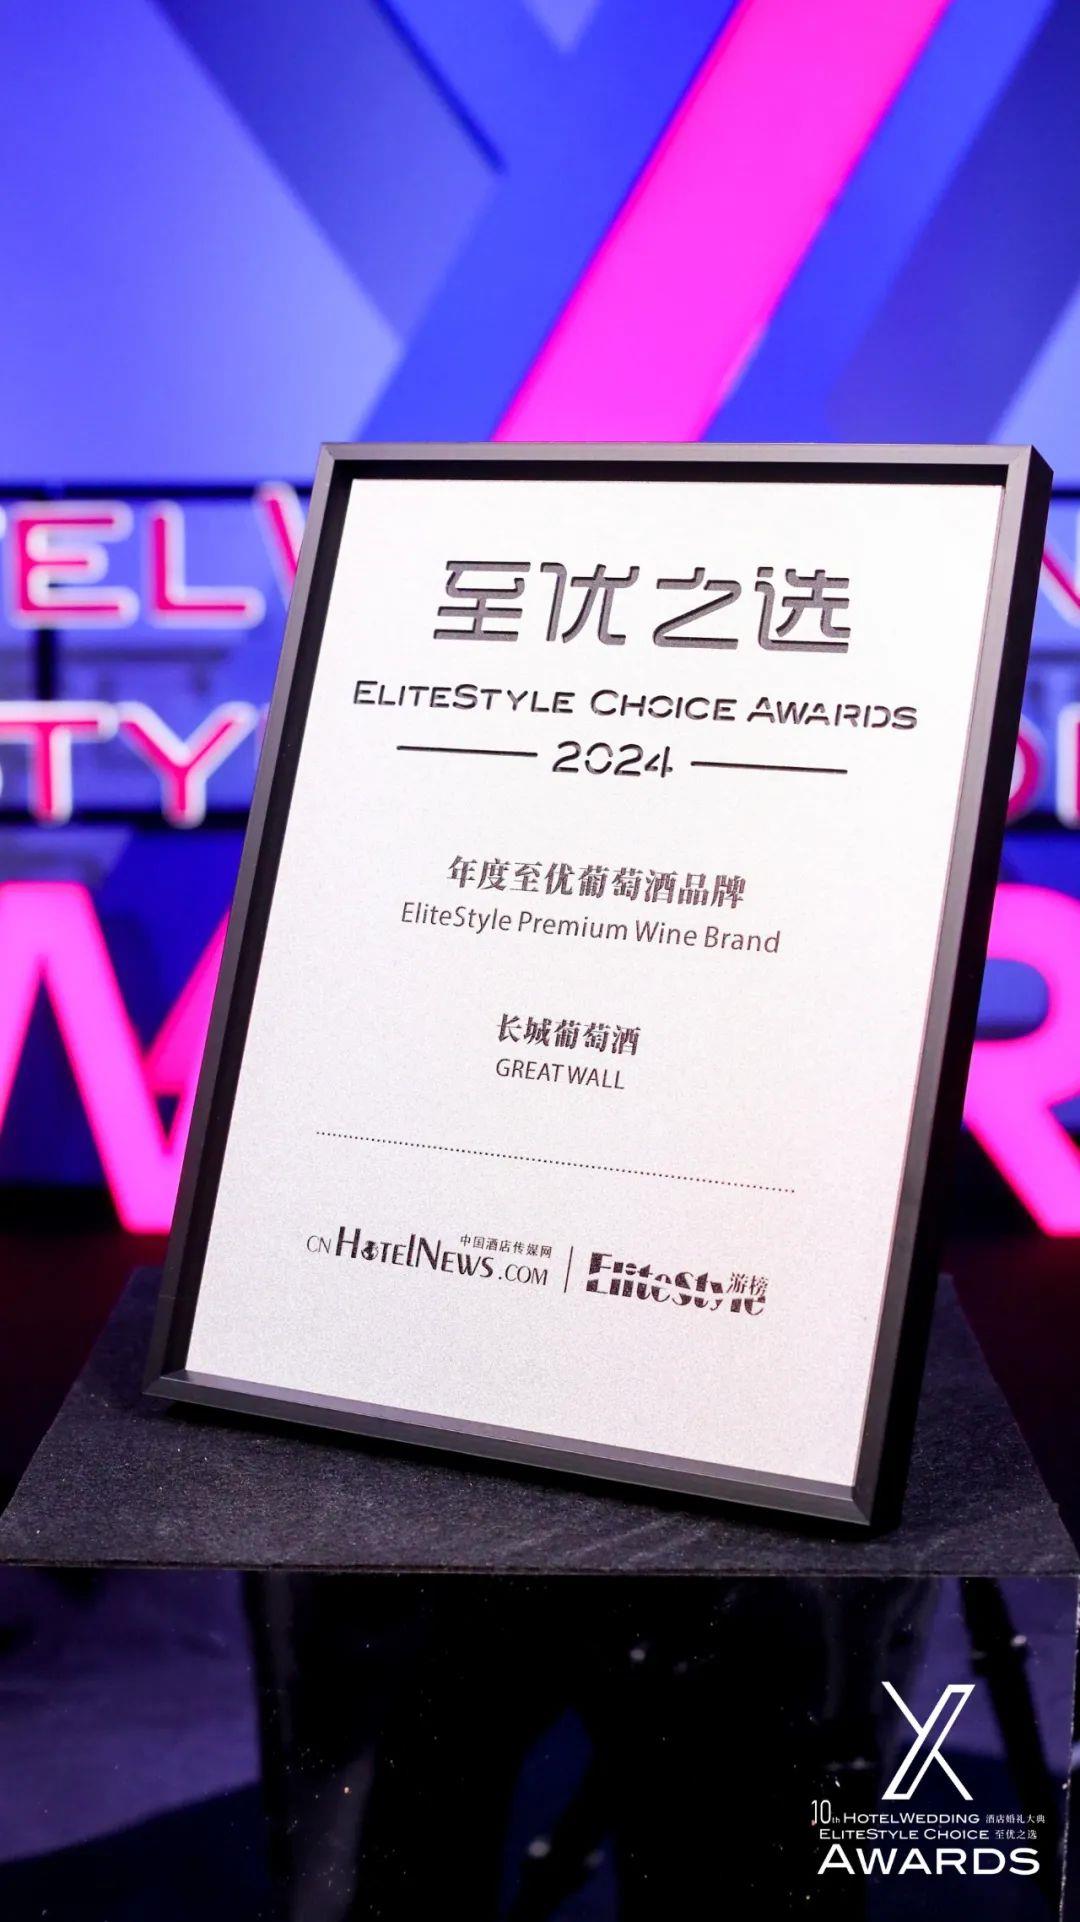 至优之选
ELITESTYLE CHOICE AWARDS
2024
年度至优葡萄酒品牌
EliteStyle Premium Wine Brand
长城葡萄酒
GREATWALL
中国酒店传媒网
CN HOTELNEWS.COM
EliteStyle 游榜
10th HOTELWEDDING 酒店婚礼大典
ELITESTYLE CHOICE 至优之选
AWARDS